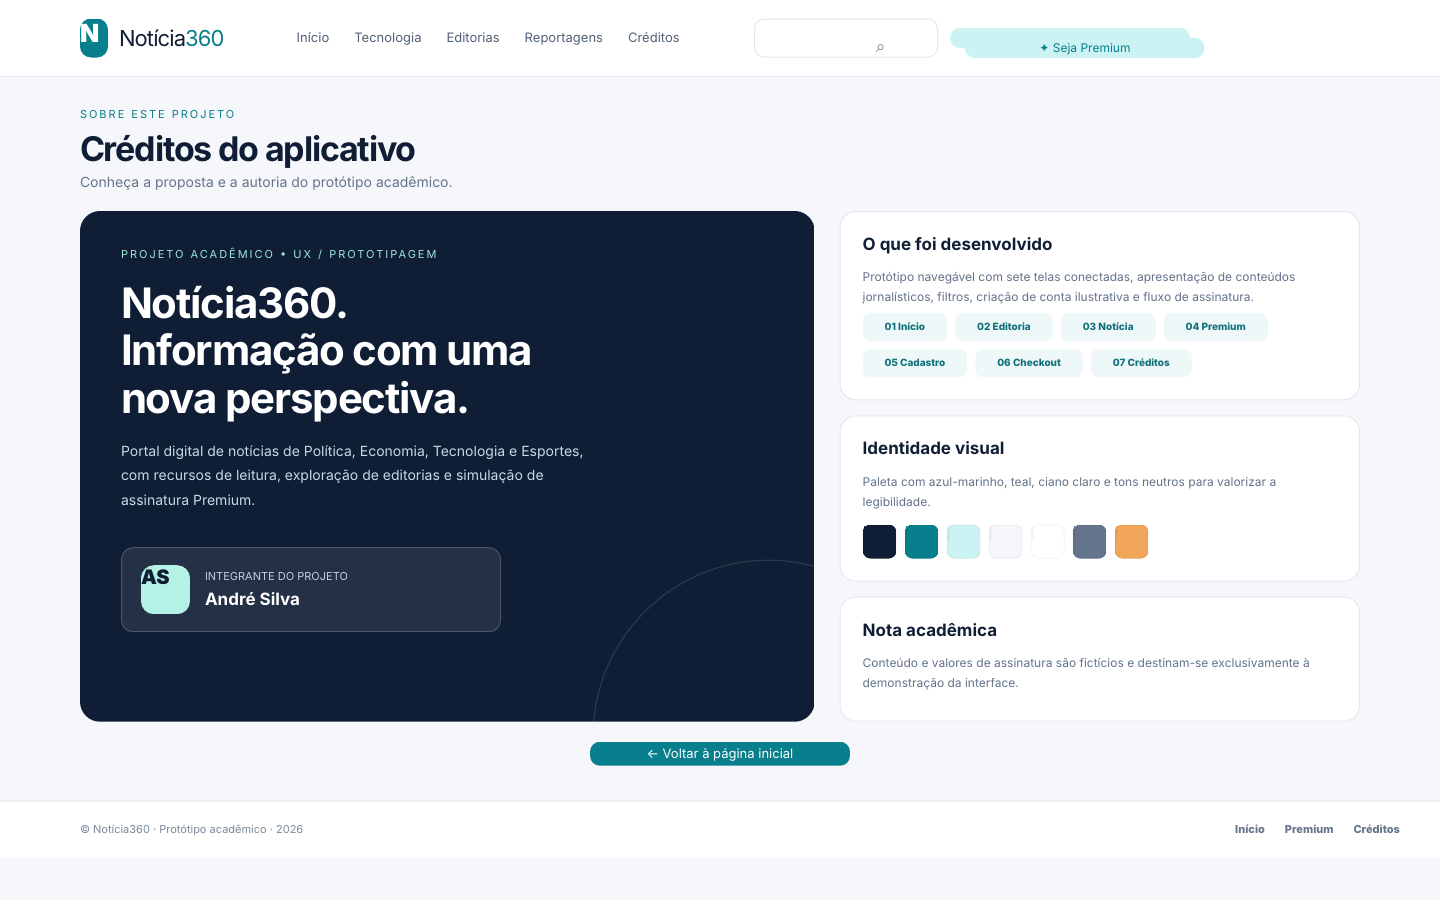 N Notícia360 Início Tecnologia Editorias Reportagens Créditos ⌕ ✦ Seja Premium
SOBRE ESTE PROJETO
Créditos do aplicativo
Conheça a proposta e a autoria do protótipo acadêmico.
PROJETO ACADÊMICO • UX / PROTOTIPAGEM
Notícia360.
Informação com uma
nova perspectiva.
Portal digital de notícias de Política, Economia, Tecnologia e Esportes,
com recursos de leitura, exploração de editorias e simulação de
assinatura Premium.
AS
INTEGRANTE DO PROJETO
André Silva
O que foi desenvolvido
Protótipo navegável com sete telas conectadas, apresentação de conteúdos
jornalísticos, filtros, criação de conta ilustrativa e fluxo de assinatura.
01 Início 02 Editoria 03 Notícia 04 Premium
05 Cadastro 06 Checkout 07 Créditos
Identidade visual
Paleta com azul-marinho, teal, ciano claro e tons neutros para valorizar a
legibilidade.
Nota acadêmica
Conteúdo e valores de assinatura são fictícios e destinam-se exclusivamente à
demonstração da interface.
← Voltar à página inicial
© Notícia360 · Protótipo acadêmico · 2026 Início Premium Créditos